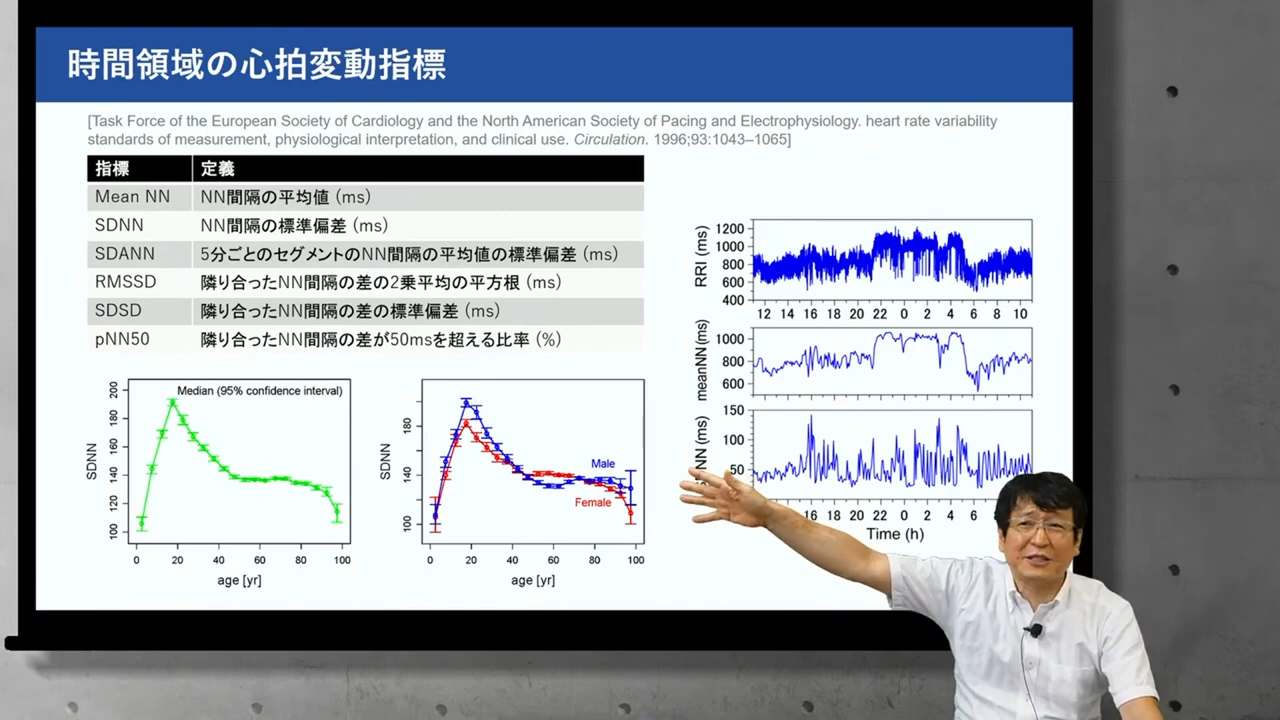 時間領域の心拍変動指標
[Task Force of the European Society of Cardiology and the North American Society of Pacing and Electrophysiology. heart rate variability
standards of measurement, physiological interpretation, and clinical use. Circulation. 1996;93:1043–1065]
指標 定義
Mean NN NN間隔の平均値 (ms)
SDNN NN間隔の標準偏差 (ms)
SDANN 5分ごとのセグメントのNN間隔の平均値の標準偏差 (ms)
RMSSD 隣り合ったNN間隔の差の2乗平均の平方根 (ms)
SDSD 隣り合ったNN間隔の差の標準偏差 (ms)
pNN50 隣り合ったNN間隔の差が50msを超える比率 (%)
Median (95% confidence interval)
SDNN
200
180
160
140
120
100
0 20 40 60 80 100
age [yr]
SDNN
180
140
100
Male
Female
0 20 40 60 80 100
age [yr]
RRI (ms)
1200
1000
800
600
400
12 14 16 18 20 22 0 2 4 6 8 10
meanNN (ms)
1000
800
600
NN (ms)
150
100
50
16 18 20 22 0 2 4 6
Time (h)